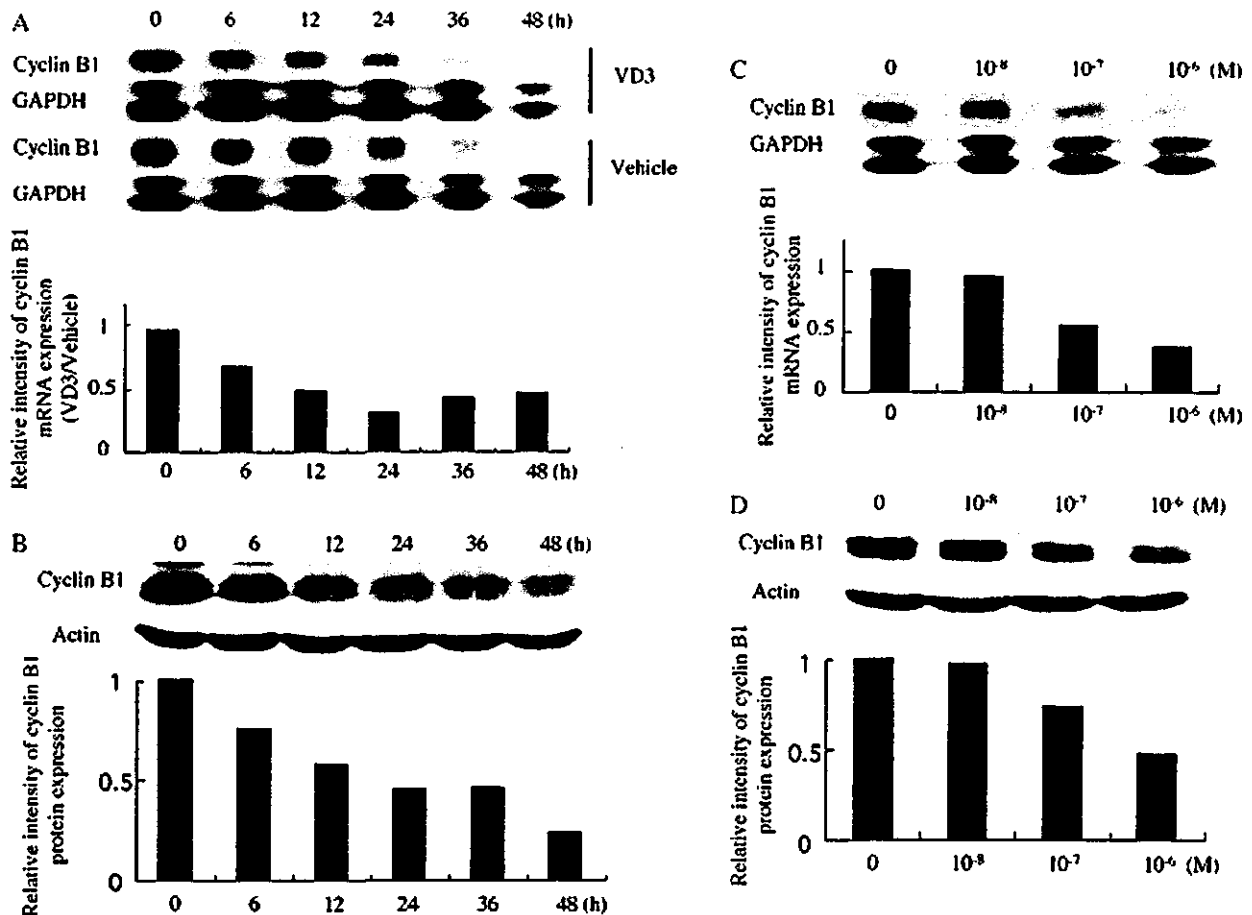 A
0 6 12 24 36 48 (h)
Cyclin B1
GAPDH
VD3
Cyclin B1
GAPDH
Vehicle
Relative intensity of cyclin B1
mRNA expression
(VD3/Vehicle)
1
0.5
0
0 6 12 24 36 48 (h)
B
0 6 12 24 36 48 (h)
Cyclin B1
Actin
Relative intensity of cyclin B1
protein expression
1
0.5
0
0 6 12 24 36 48 (h)
C
0 10⁻⁸ 10⁻⁷ 10⁻⁶ (M)
Cyclin B1
GAPDH
Relative intensity of cyclin B1
mRNA expression
1
0.5
0
0 10⁻⁸ 10⁻⁷ 10⁻⁶ (M)
D
0 10⁻⁸ 10⁻⁷ 10⁻⁶ (M)
Cyclin B1
Actin
Relative intensity of cyclin B1
protein expression
1
0.5
0
0 10⁻⁸ 10⁻⁷ 10⁻⁶ (M)